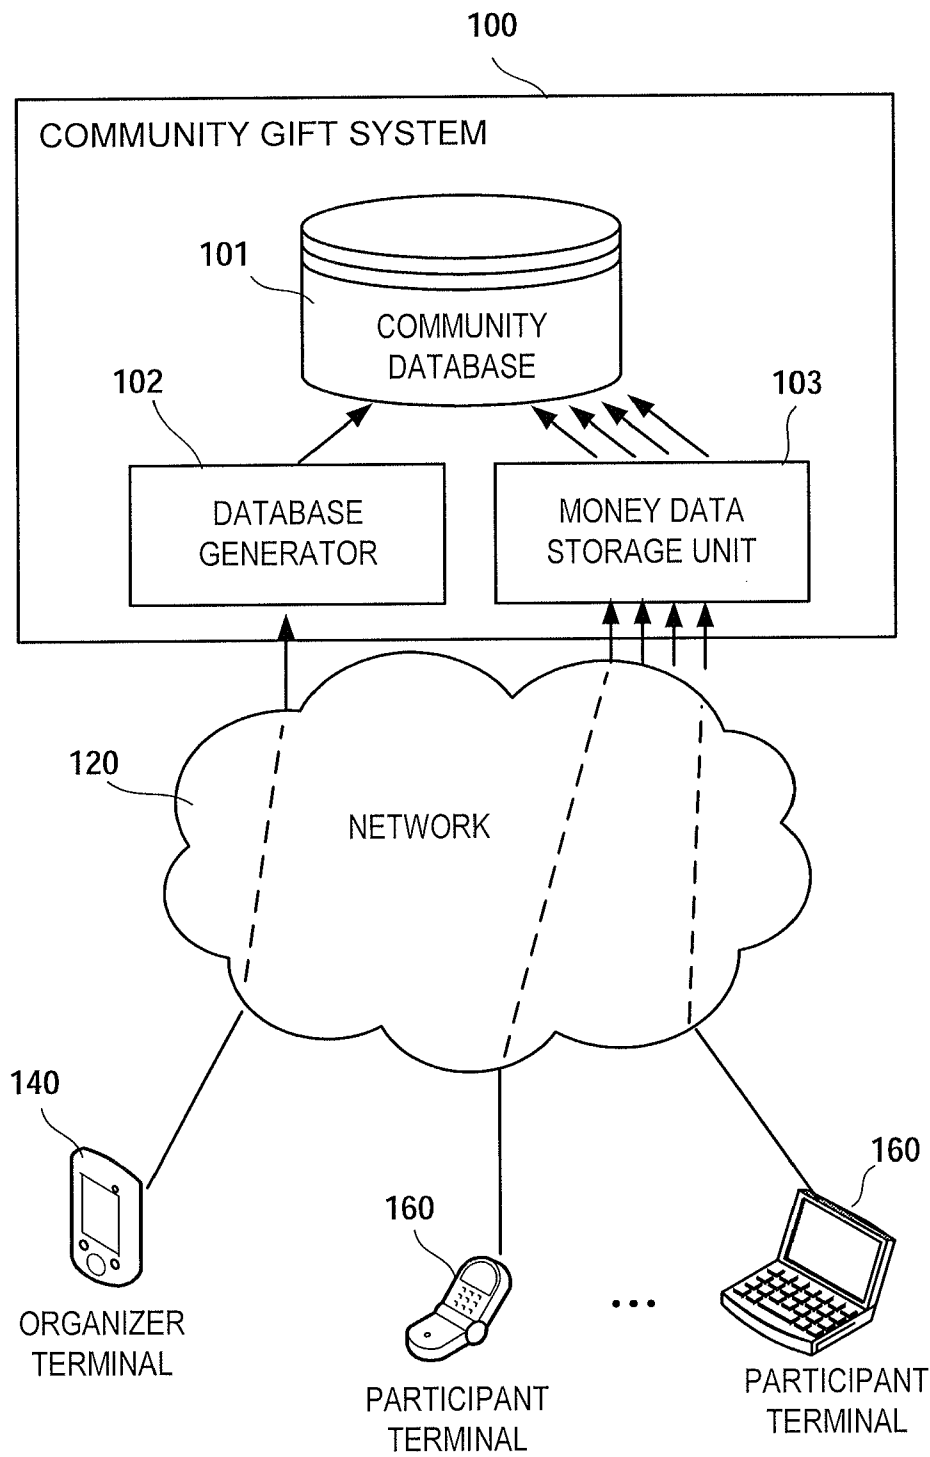 100
COMMUNITY GIFT SYSTEM
101
COMMUNITY
DATABASE
102
103
DATABASE
GENERATOR
MONEY DATA
STORAGE UNIT
120
NETWORK
140
160
160
ORGANIZER
TERMINAL
...
PARTICIPANT
TERMINAL
PARTICIPANT
TERMINAL